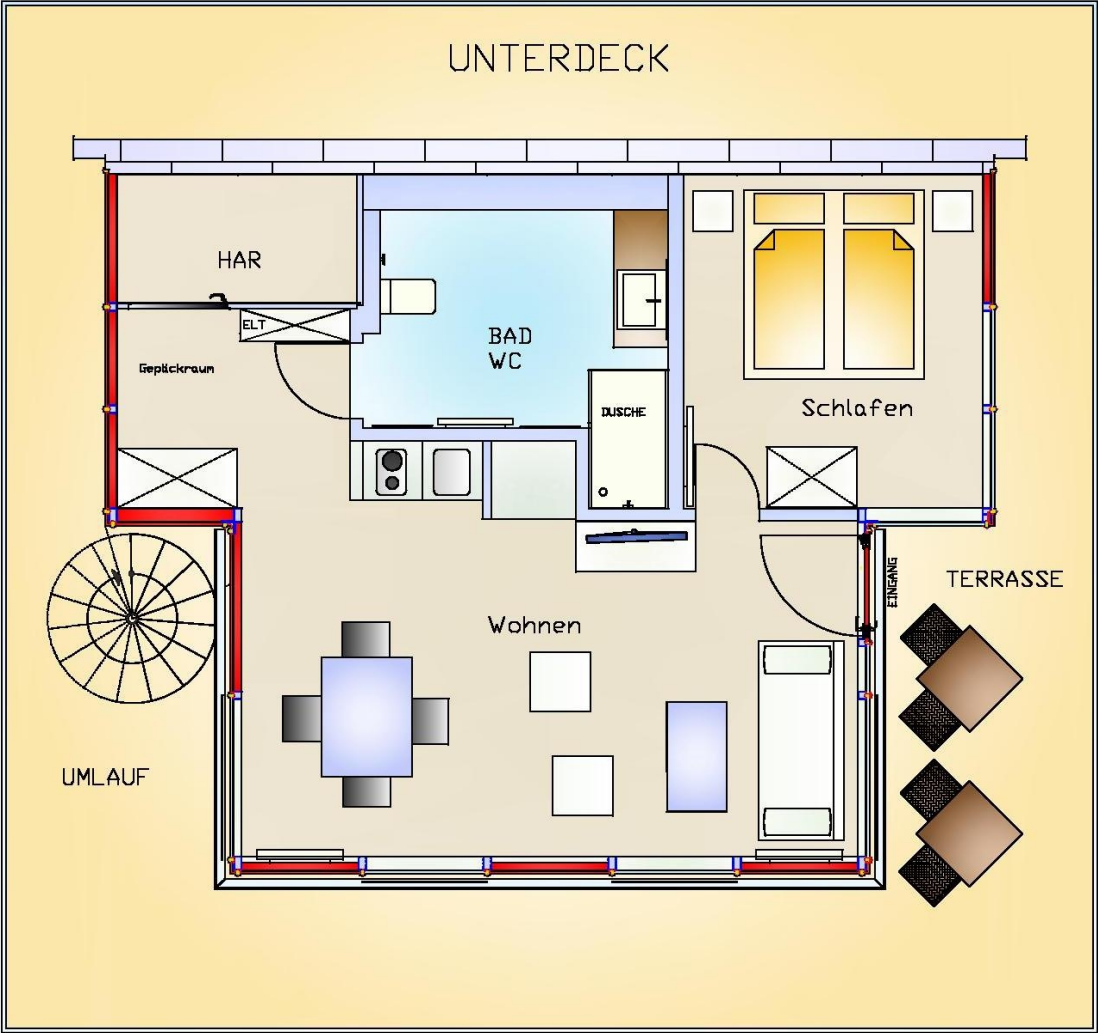 UNTERDECK
HAR
ELT
Gepäckraum
BAD
WC
DUSCHE
Schlafen
EINGANG
TERRASSE
Wohnen
UMLAUF